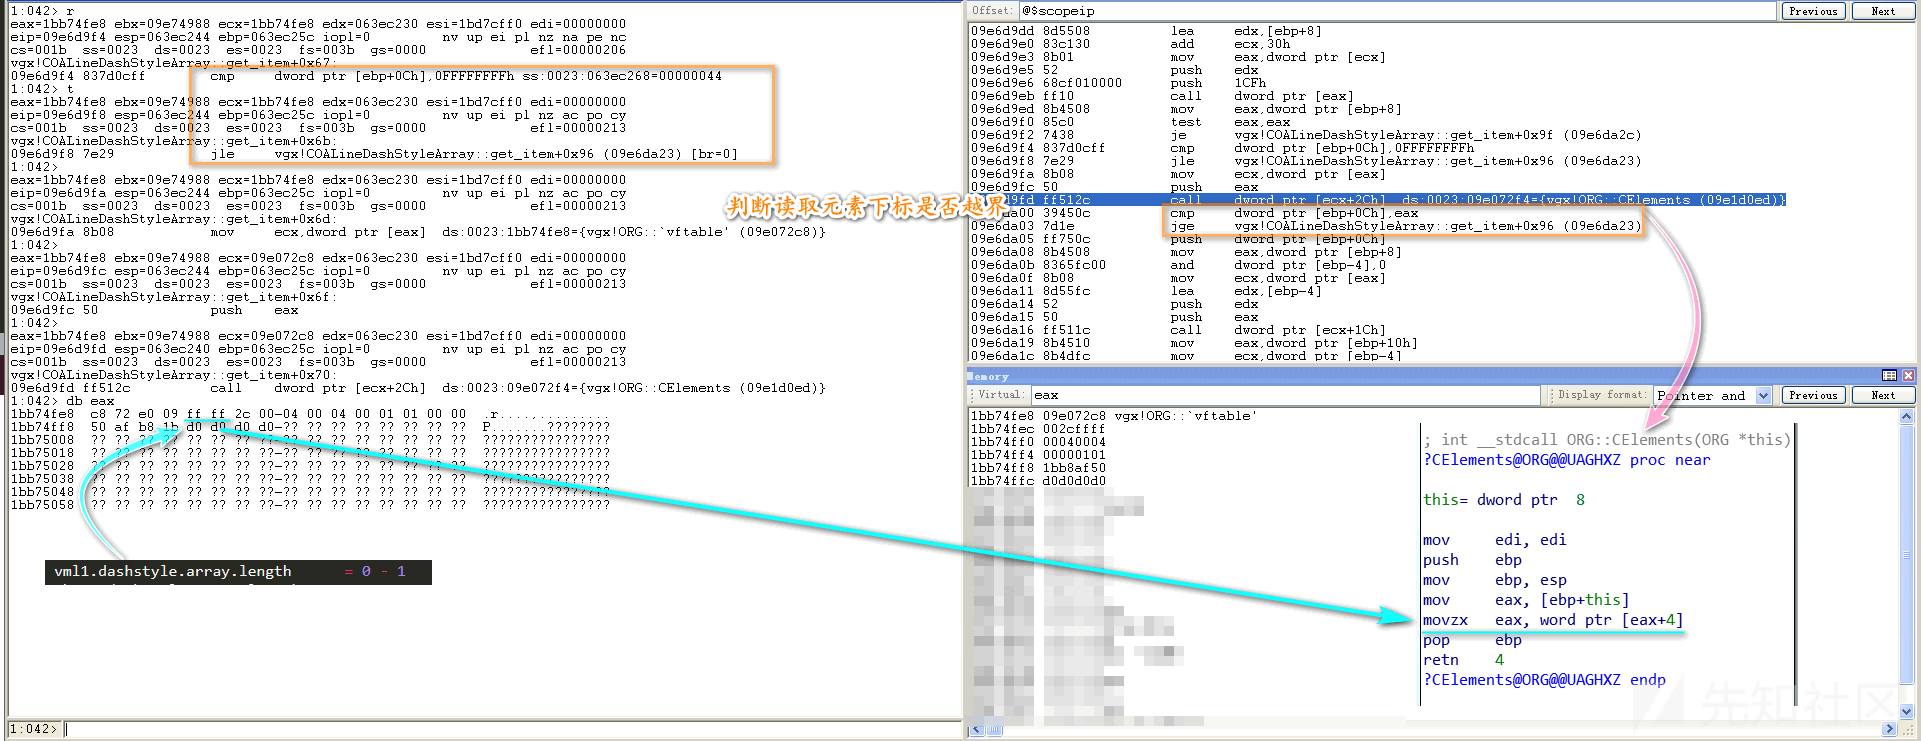 1:042> r
eax=1bb74fe8 ebx=09e74988 ecx=1bb74fe8 edx=063ec230 esi=1bd7cff0 edi=00000000
eip=09e6d9f4 esp=063ec244 ebp=063ec25c iopl=0         nv up ei pl nz na pe nc
cs=001b  ss=0023  ds=0023  es=0023  fs=003b  gs=0000             efl=00000206
vgx!COALineDashStyleArray::get_item+0x67:
09e6d9f4 837d0cff        cmp     dword ptr [ebp+0Ch],0FFFFFFFFh ss:0023:063ec268=00000044
1:042> t
eax=1bb74fe8 ebx=09e74988 ecx=1bb74fe8 edx=063ec230 esi=1bd7cff0 edi=00000000
eip=09e6d9f8 esp=063ec244 ebp=063ec25c iopl=0         nv up ei pl nz ac po cy
cs=001b  ss=0023  ds=0023  es=0023  fs=003b  gs=0000             efl=00000213
vgx!COALineDashStyleArray::get_item+0x6b:
09e6d9f8 7e29            jle     vgx!COALineDashStyleArray::get_item+0x96 (09e6da23) [br=0]
1:042>
eax=1bb74fe8 ebx=09e74988 ecx=1bb74fe8 edx=063ec230 esi=1bd7cff0 edi=00000000
eip=09e6d9fa esp=063ec244 ebp=063ec25c iopl=0         nv up ei pl nz ac po cy
cs=001b  ss=0023  ds=0023  es=0023  fs=003b  gs=0000             efl=00000213
vgx!COALineDashStyleArray::get_item+0x6d:
09e6d9fa 8b08            mov     ecx,dword ptr [eax]  ds:0023:1bb74fe8={vgx!ORG::`vftable' (09e072c8)}
1:042>
eax=1bb74fe8 ebx=09e74988 ecx=09e072c8 edx=063ec230 esi=1bd7cff0 edi=00000000
eip=09e6d9fc esp=063ec244 ebp=063ec25c iopl=0         nv up ei pl nz ac po cy
cs=001b  ss=0023  ds=0023  es=0023  fs=003b  gs=0000             efl=00000213
vgx!COALineDashStyleArray::get_item+0x6f:
09e6d9fc 50              push    eax
1:042>
eax=1bb74fe8 ebx=09e74988 ecx=09e072c8 edx=063ec230 esi=1bd7cff0 edi=00000000
eip=09e6d9fd esp=063ec240 ebp=063ec25c iopl=0         nv up ei pl nz ac po cy
cs=001b  ss=0023  ds=0023  es=0023  fs=003b  gs=0000             efl=00000213
vgx!COALineDashStyleArray::get_item+0x70:
09e6d9fd ff512c          call    dword ptr [ecx+2Ch]  ds:0023:09e072f4={vgx!ORG::CElements (09e1d0ed)}
1:042> db eax
1bb74fe8  c8 72 e0 09 ff ff 2c 00-04 00 04 00 01 01 00 00  .r....,.........
1bb74ff8  50 af b8 1b d0 d0 d0 d0-?? ?? ?? ?? ?? ?? ?? ??  P.......????????
1bb75008  ?? ?? ?? ?? ?? ?? ?? ??-?? ?? ?? ?? ?? ?? ?? ??  ????????????????
1bb75018  ?? ?? ?? ?? ?? ?? ?? ??-?? ?? ?? ?? ?? ?? ?? ??  ????????????????
1bb75028  ?? ?? ?? ?? ?? ?? ?? ??-?? ?? ?? ?? ?? ?? ?? ??  ????????????????
1bb75038  ?? ?? ?? ?? ?? ?? ?? ??-?? ?? ?? ?? ?? ?? ?? ??  ????????????????
1bb75048  ?? ?? ?? ?? ?? ?? ?? ??-?? ?? ?? ?? ?? ?? ?? ??  ????????????????
1bb75058  ?? ?? ?? ?? ?? ?? ?? ??-?? ?? ?? ?? ?? ?? ?? ??  ????????????????
vml1.dashstyle.array.length      = 0 - 1
1:042>
判断读取元素下标是否越界
Offset: @$scopeip Previous Next
09e6d9dd 8d5508          lea     edx,[ebp+8]
09e6d9e0 83c130          add     ecx,30h
09e6d9e3 8b01            mov     eax,dword ptr [ecx]
09e6d9e5 52              push    edx
09e6d9e6 68cf010000      push    1CFh
09e6d9eb ff10            call    dword ptr [eax]
09e6d9ed 8b4508          mov     eax,dword ptr [ebp+8]
09e6d9f0 85c0            test    eax,eax
09e6d9f2 7438            je      vgx!COALineDashStyleArray::get_item+0x9f (09e6da2c)
09e6d9f4 837d0cff        cmp     dword ptr [ebp+0Ch],0FFFFFFFFh
09e6d9f8 7e29            jle     vgx!COALineDashStyleArray::get_item+0x96 (09e6da23)
09e6d9fa 8b08            mov     ecx,dword ptr [eax]
09e6d9fc 50              push    eax
9fd ff512c          call    dword ptr [ecx+2Ch]  ds:0023:09e072f4={vgx!ORG::CElements (09e1d0ed)}
da00 39450c          cmp     dword ptr [ebp+0Ch],eax
09e6da03 7d1e            jge     vgx!COALineDashStyleArray::get_item+0x96 (09e6da23)
09e6da05 ff750c          push    dword ptr [ebp+0Ch]
09e6da08 8b4508          mov     eax,dword ptr [ebp+8]
09e6da0b 8365fc00        and     dword ptr [ebp-4],0
09e6da0f 8b08            mov     ecx,dword ptr [eax]
09e6da11 8d55fc          lea     edx,[ebp-4]
09e6da14 52              push    edx
09e6da15 50              push    eax
09e6da16 ff511c          call    dword ptr [ecx+1Ch]
09e6da19 8b4510          mov     eax,dword ptr [ebp+10h]
09e6da1c 8b4dfc          mov     ecx,dword ptr [ebp-4]
Memory
Virtual: eax Display format: Pointer and Previous Next
1bb74fe8 09e072c8 vgx!ORG::`vftable'
1bb74fec 002cffff
1bb74ff0 00040004
1bb74ff4 00000101
1bb74ff8 1bb8af50
1bb74ffc d0d0d0d0
; int __stdcall ORG::CElements(ORG *this)
?CElements@ORG@@UAGHXZ proc near
this= dword ptr  8
mov     edi, edi
push    ebp
mov     ebp, esp
mov     eax, [ebp+this]
movzx   eax, word ptr [eax+4]
pop     ebp
retn    4
?CElements@ORG@@UAGHXZ endp
先知社区